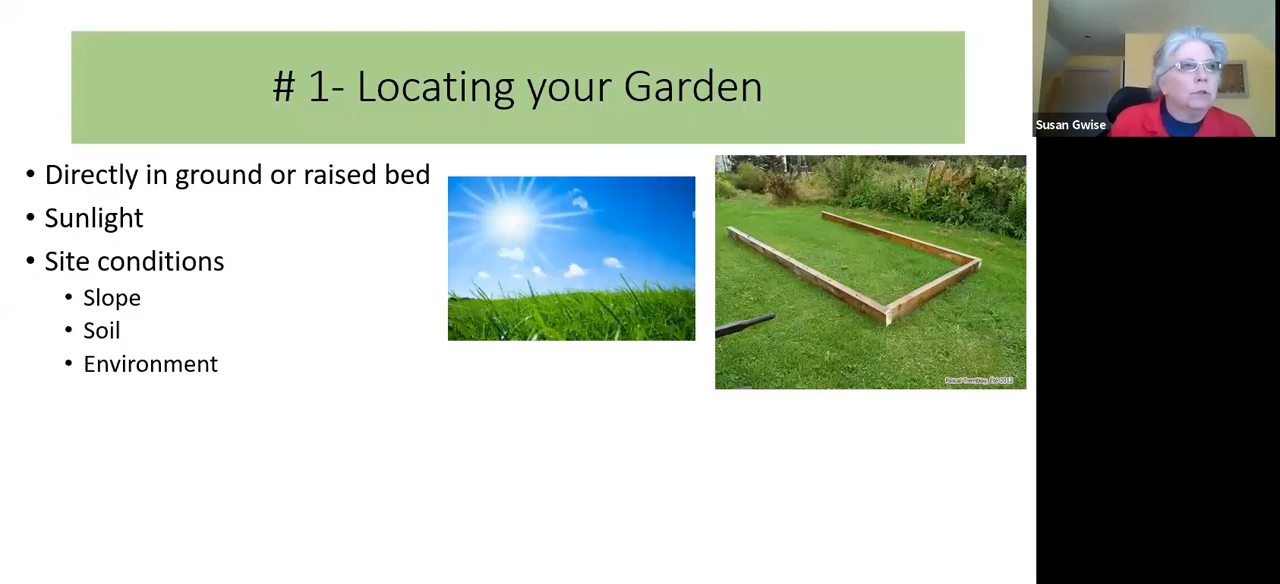 # 1- Locating your Garden
• Directly in ground or raised bed
• Sunlight
• Site conditions
• Slope
• Soil
• Environment
Susan Gwise